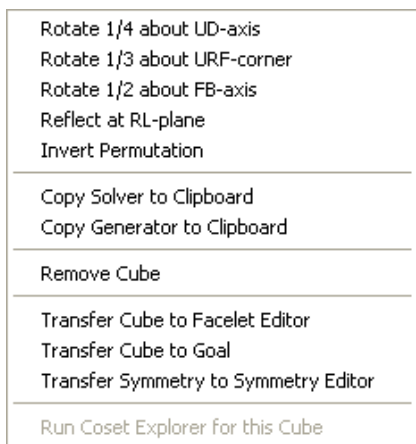 Rotate 1/4 about UD-axis
Rotate 1/3 about URF-corner
Rotate 1/2 about FB-axis
Reflect at RL-plane
Invert Permutation
Copy Solver to Clipboard
Copy Generator to Clipboard
Remove Cube
Transfer Cube to Facelet Editor
Transfer Cube to Goal
Transfer Symmetry to Symmetry Editor
Run Coset Explorer for this Cube